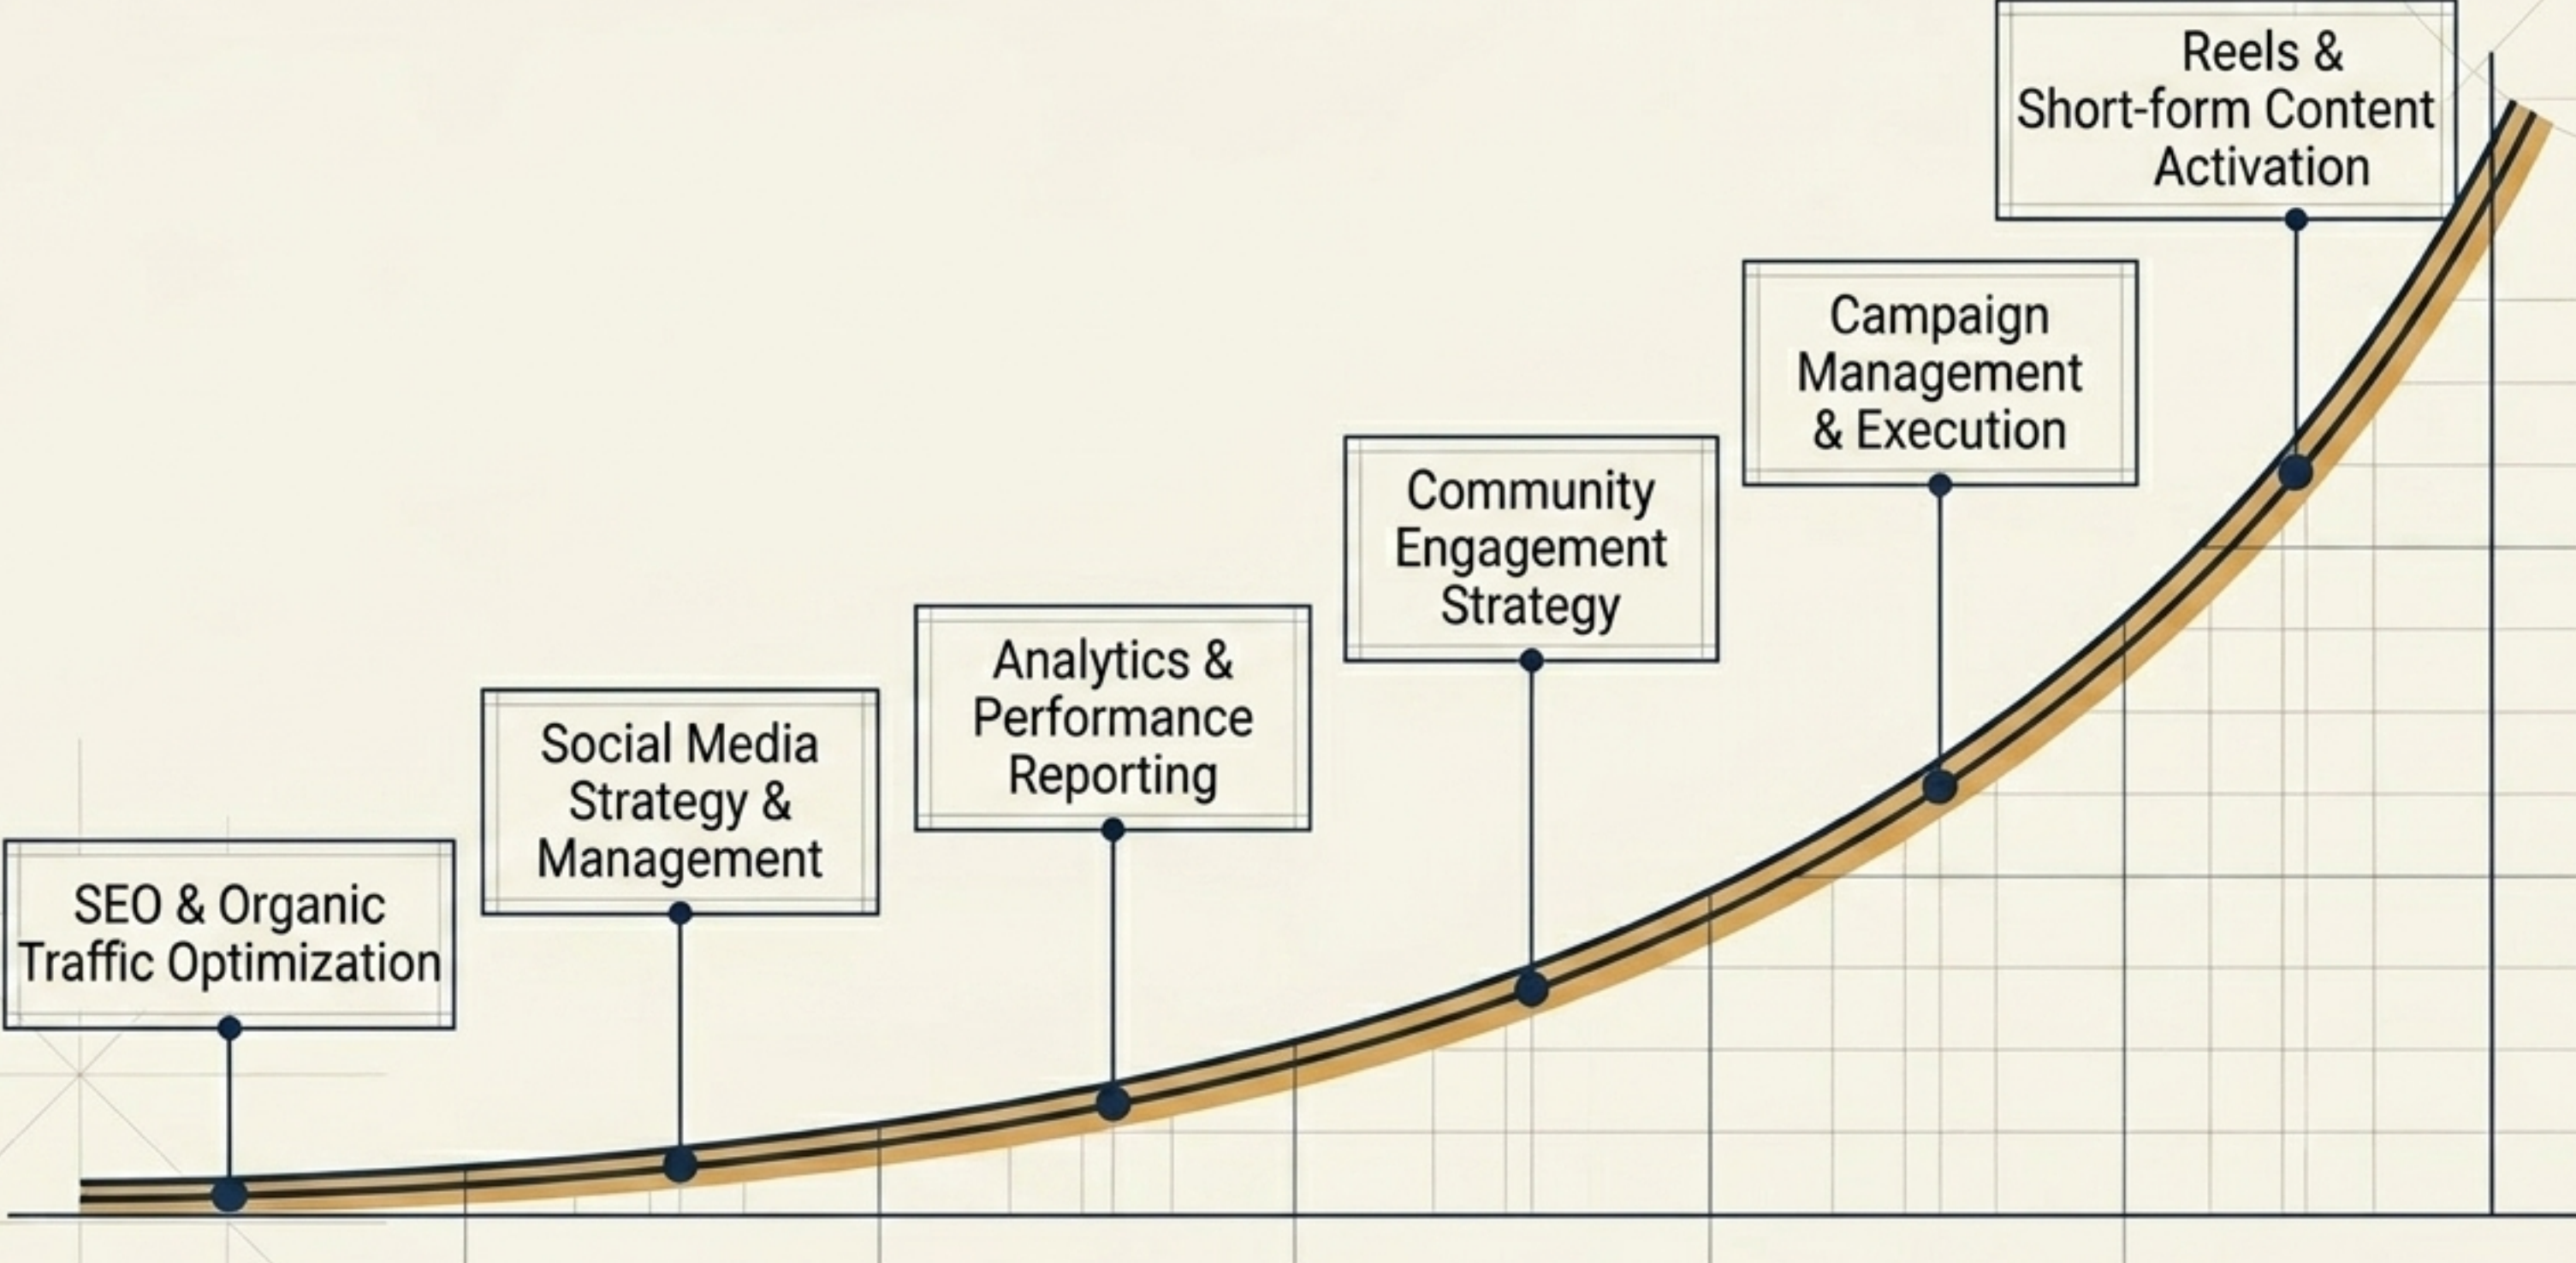 SEO & Organic
Traffic Optimization
Social Media
Strategy &
Management
Analytics &
Performance
Reporting
Community
Engagement
Strategy
Campaign
Management
& Execution
Reels &
Short-form Content
Activation